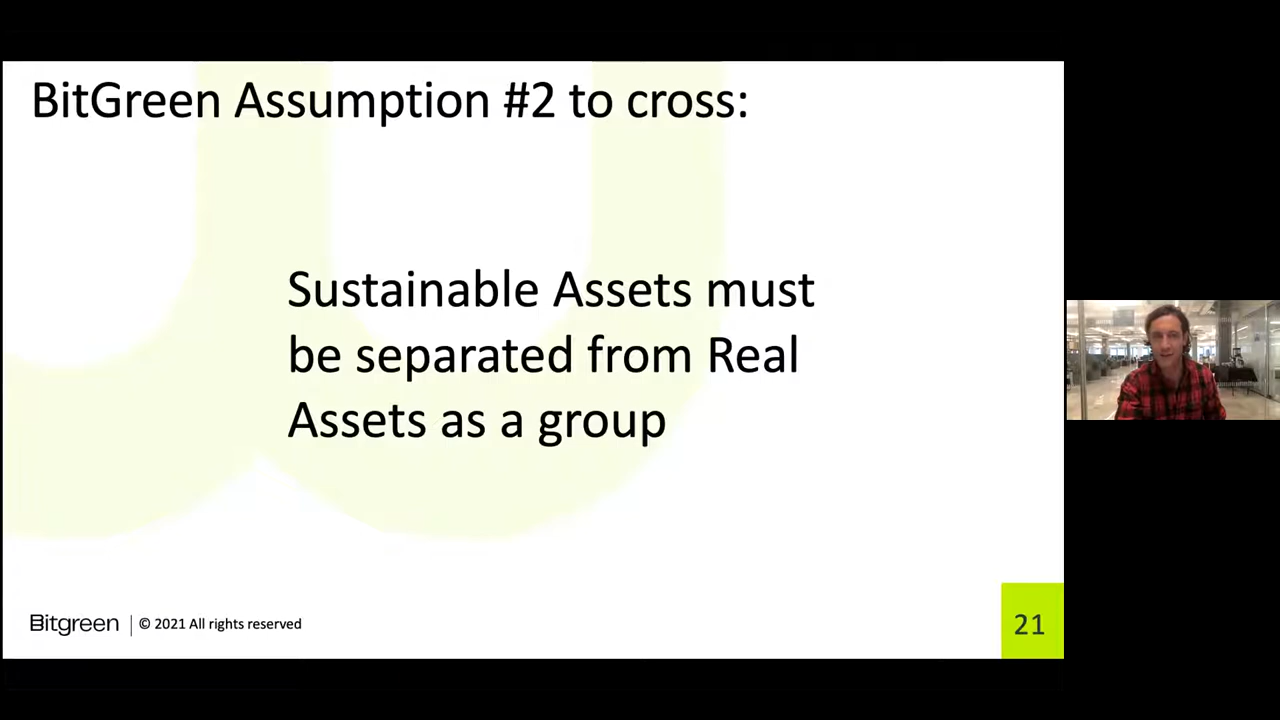 BitGreen Assumption #2 to cross:
Sustainable Assets must
be separated from Real
Assets as a group
Bitgreen | © 2021 All rights reserved
21